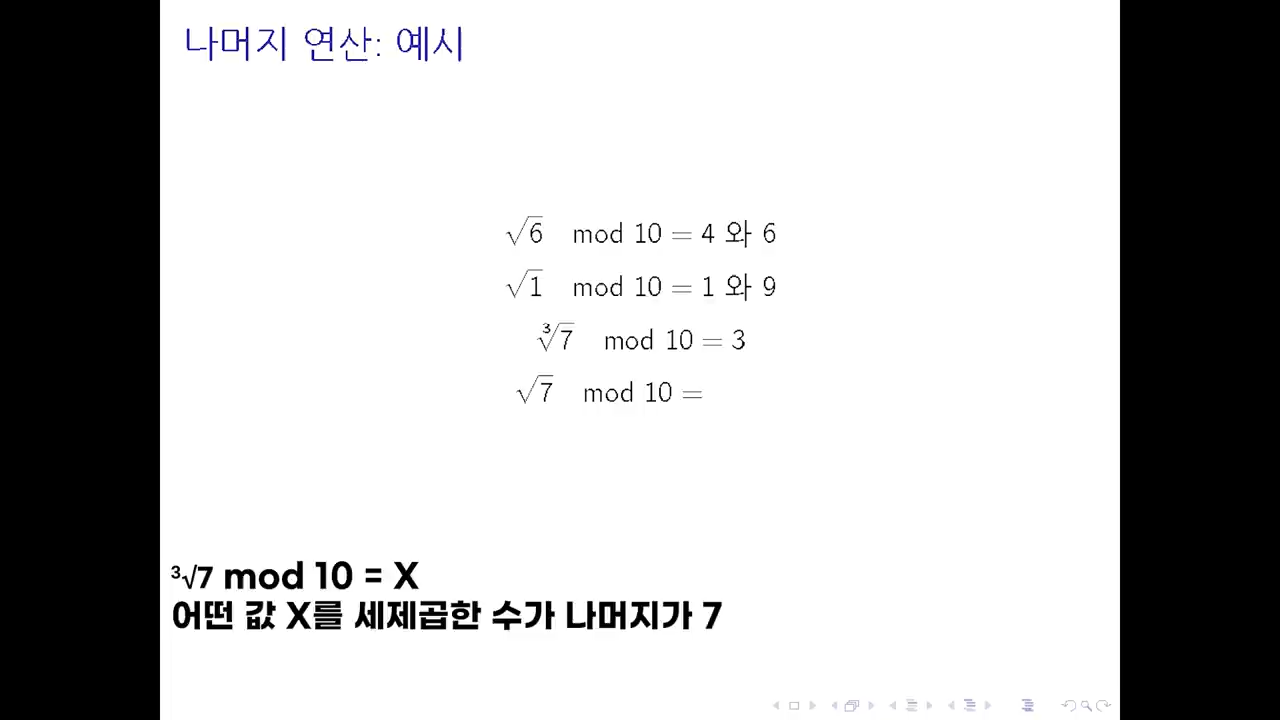 나머지 연산: 예시
√6 mod 10 = 4 와 6
√1 mod 10 = 1 와 9
∛7 mod 10 = 3
√7 mod 10 =
³√7 mod 10 = X
어떤 값 X를 세제곱한 수가 나머지가 7